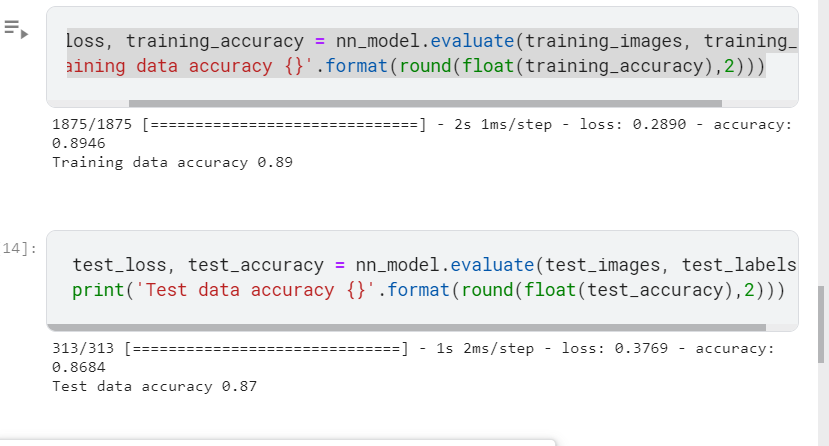 loss, training_accuracy = nn_model.evaluate(training_images, training_
aining data accuracy {}'.format(round(float(training_accuracy),2)))
1875/1875 [==============================] - 2s 1ms/step - loss: 0.2890 - accuracy:
0.8946
Training data accuracy 0.89
14]:
test_loss, test_accuracy = nn_model.evaluate(test_images, test_labels
print('Test data accuracy {}'.format(round(float(test_accuracy),2)))
313/313 [==============================] - 1s 2ms/step - loss: 0.3769 - accuracy:
0.8684
Test data accuracy 0.87